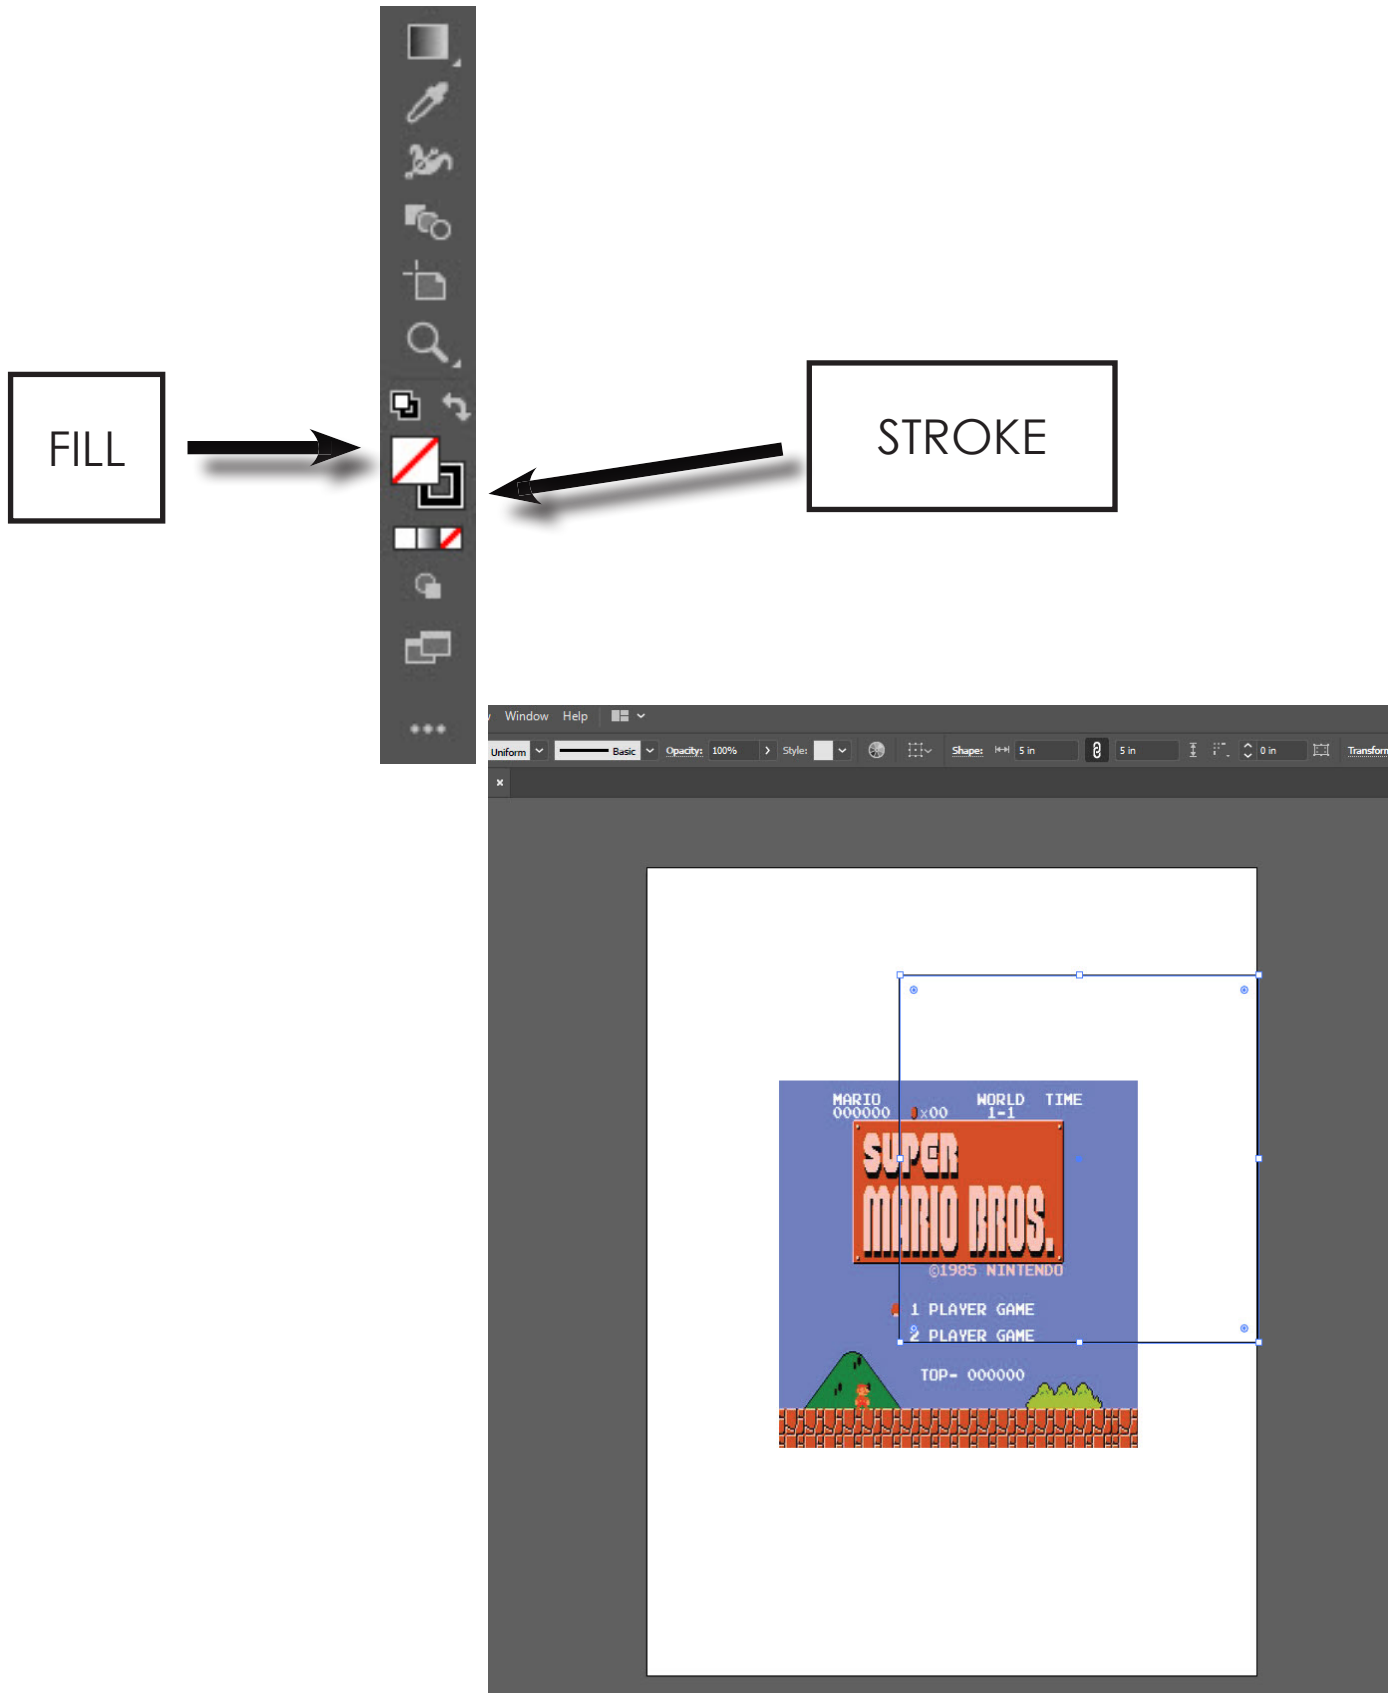 FILL
STROKE
Window Help
Uniform Basic Opacity: 100% Style: Shape: 5 in 5 in 0 in Transform
MARIO WORLD TIME
000000 x00 1-1
SUPER
MARIO BROS.
©1985 NINTENDO
1 PLAYER GAME
2 PLAYER GAME
TOP- 000000